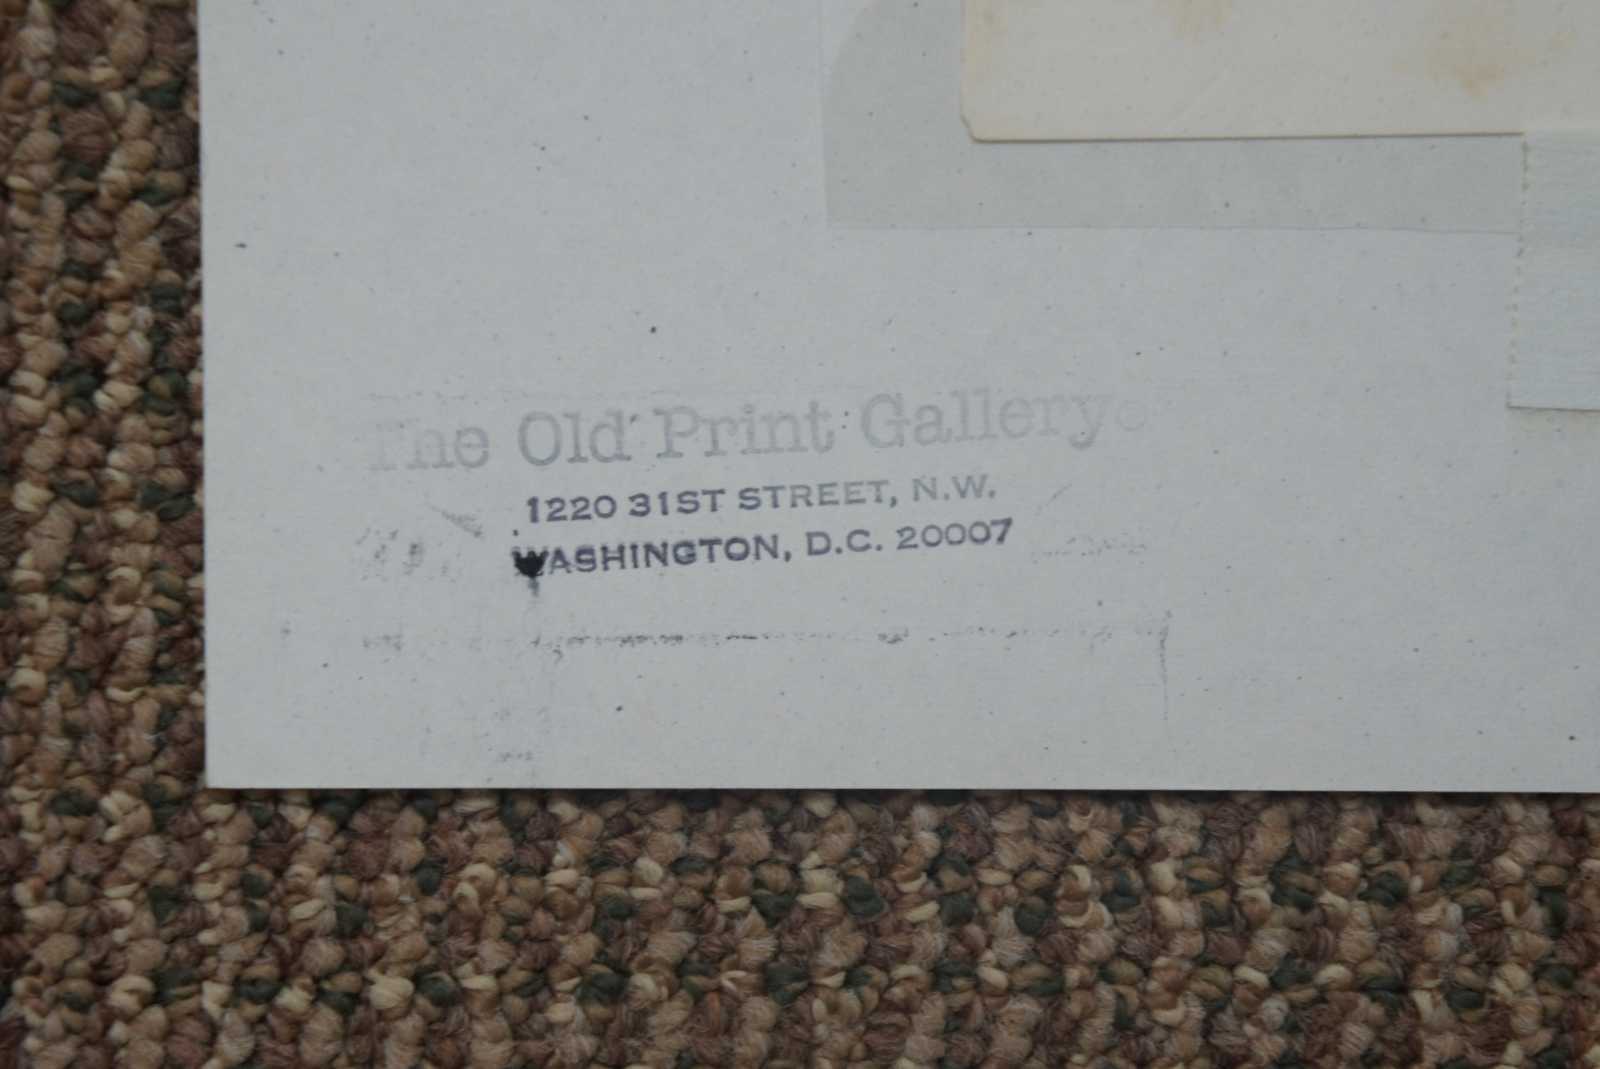 The Old Print Gallery®
1220 31ST STREET, N.W.
WASHINGTON, D.C. 20007